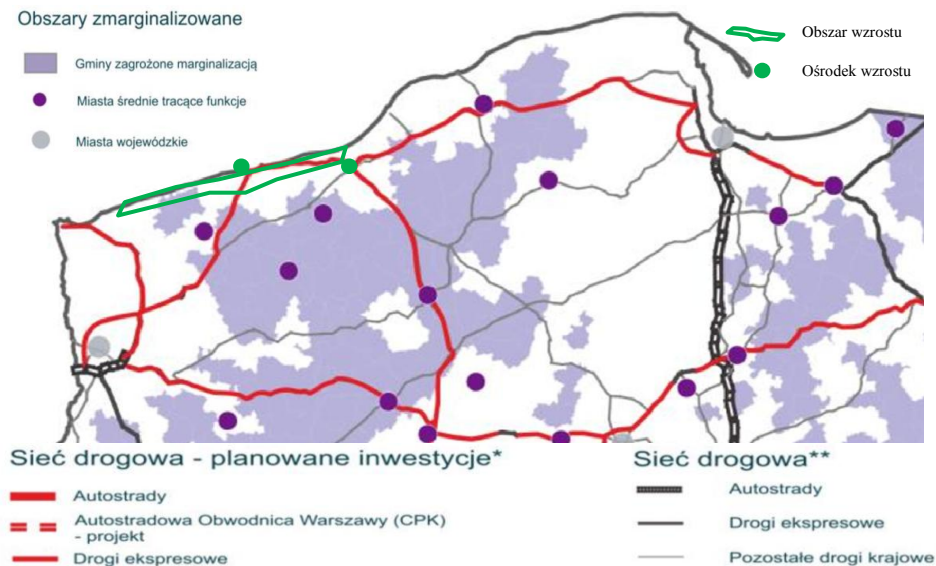 Obszary zmarginalizowane
Gminy zagrożone marginalizacją
Miasta średnie tracące funkcje
Miasta wojewódzkie
Obszar wzrostu
Ośrodek wzrostu
Sieć drogowa - planowane inwestycje*
Autostrady
Autostradowa Obwodnica Warszawy (CPK)
- projekt
Drogi ekspresowe
Sieć drogowa**
Autostrady
Drogi ekspresowe
Pozostałe drogi krajowe